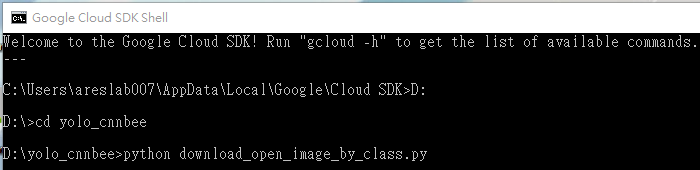 C:\. Google Cloud SDK Shell
Welcome to the Google Cloud SDK! Run "gcloud -h" to get the list of available commands.
---
C:\Users\areslab007\AppData\Local\Google\Cloud SDK>D:
D:\>cd yolo_cnnbee
D:\yolo_cnnbee>python download_open_image_by_class.py